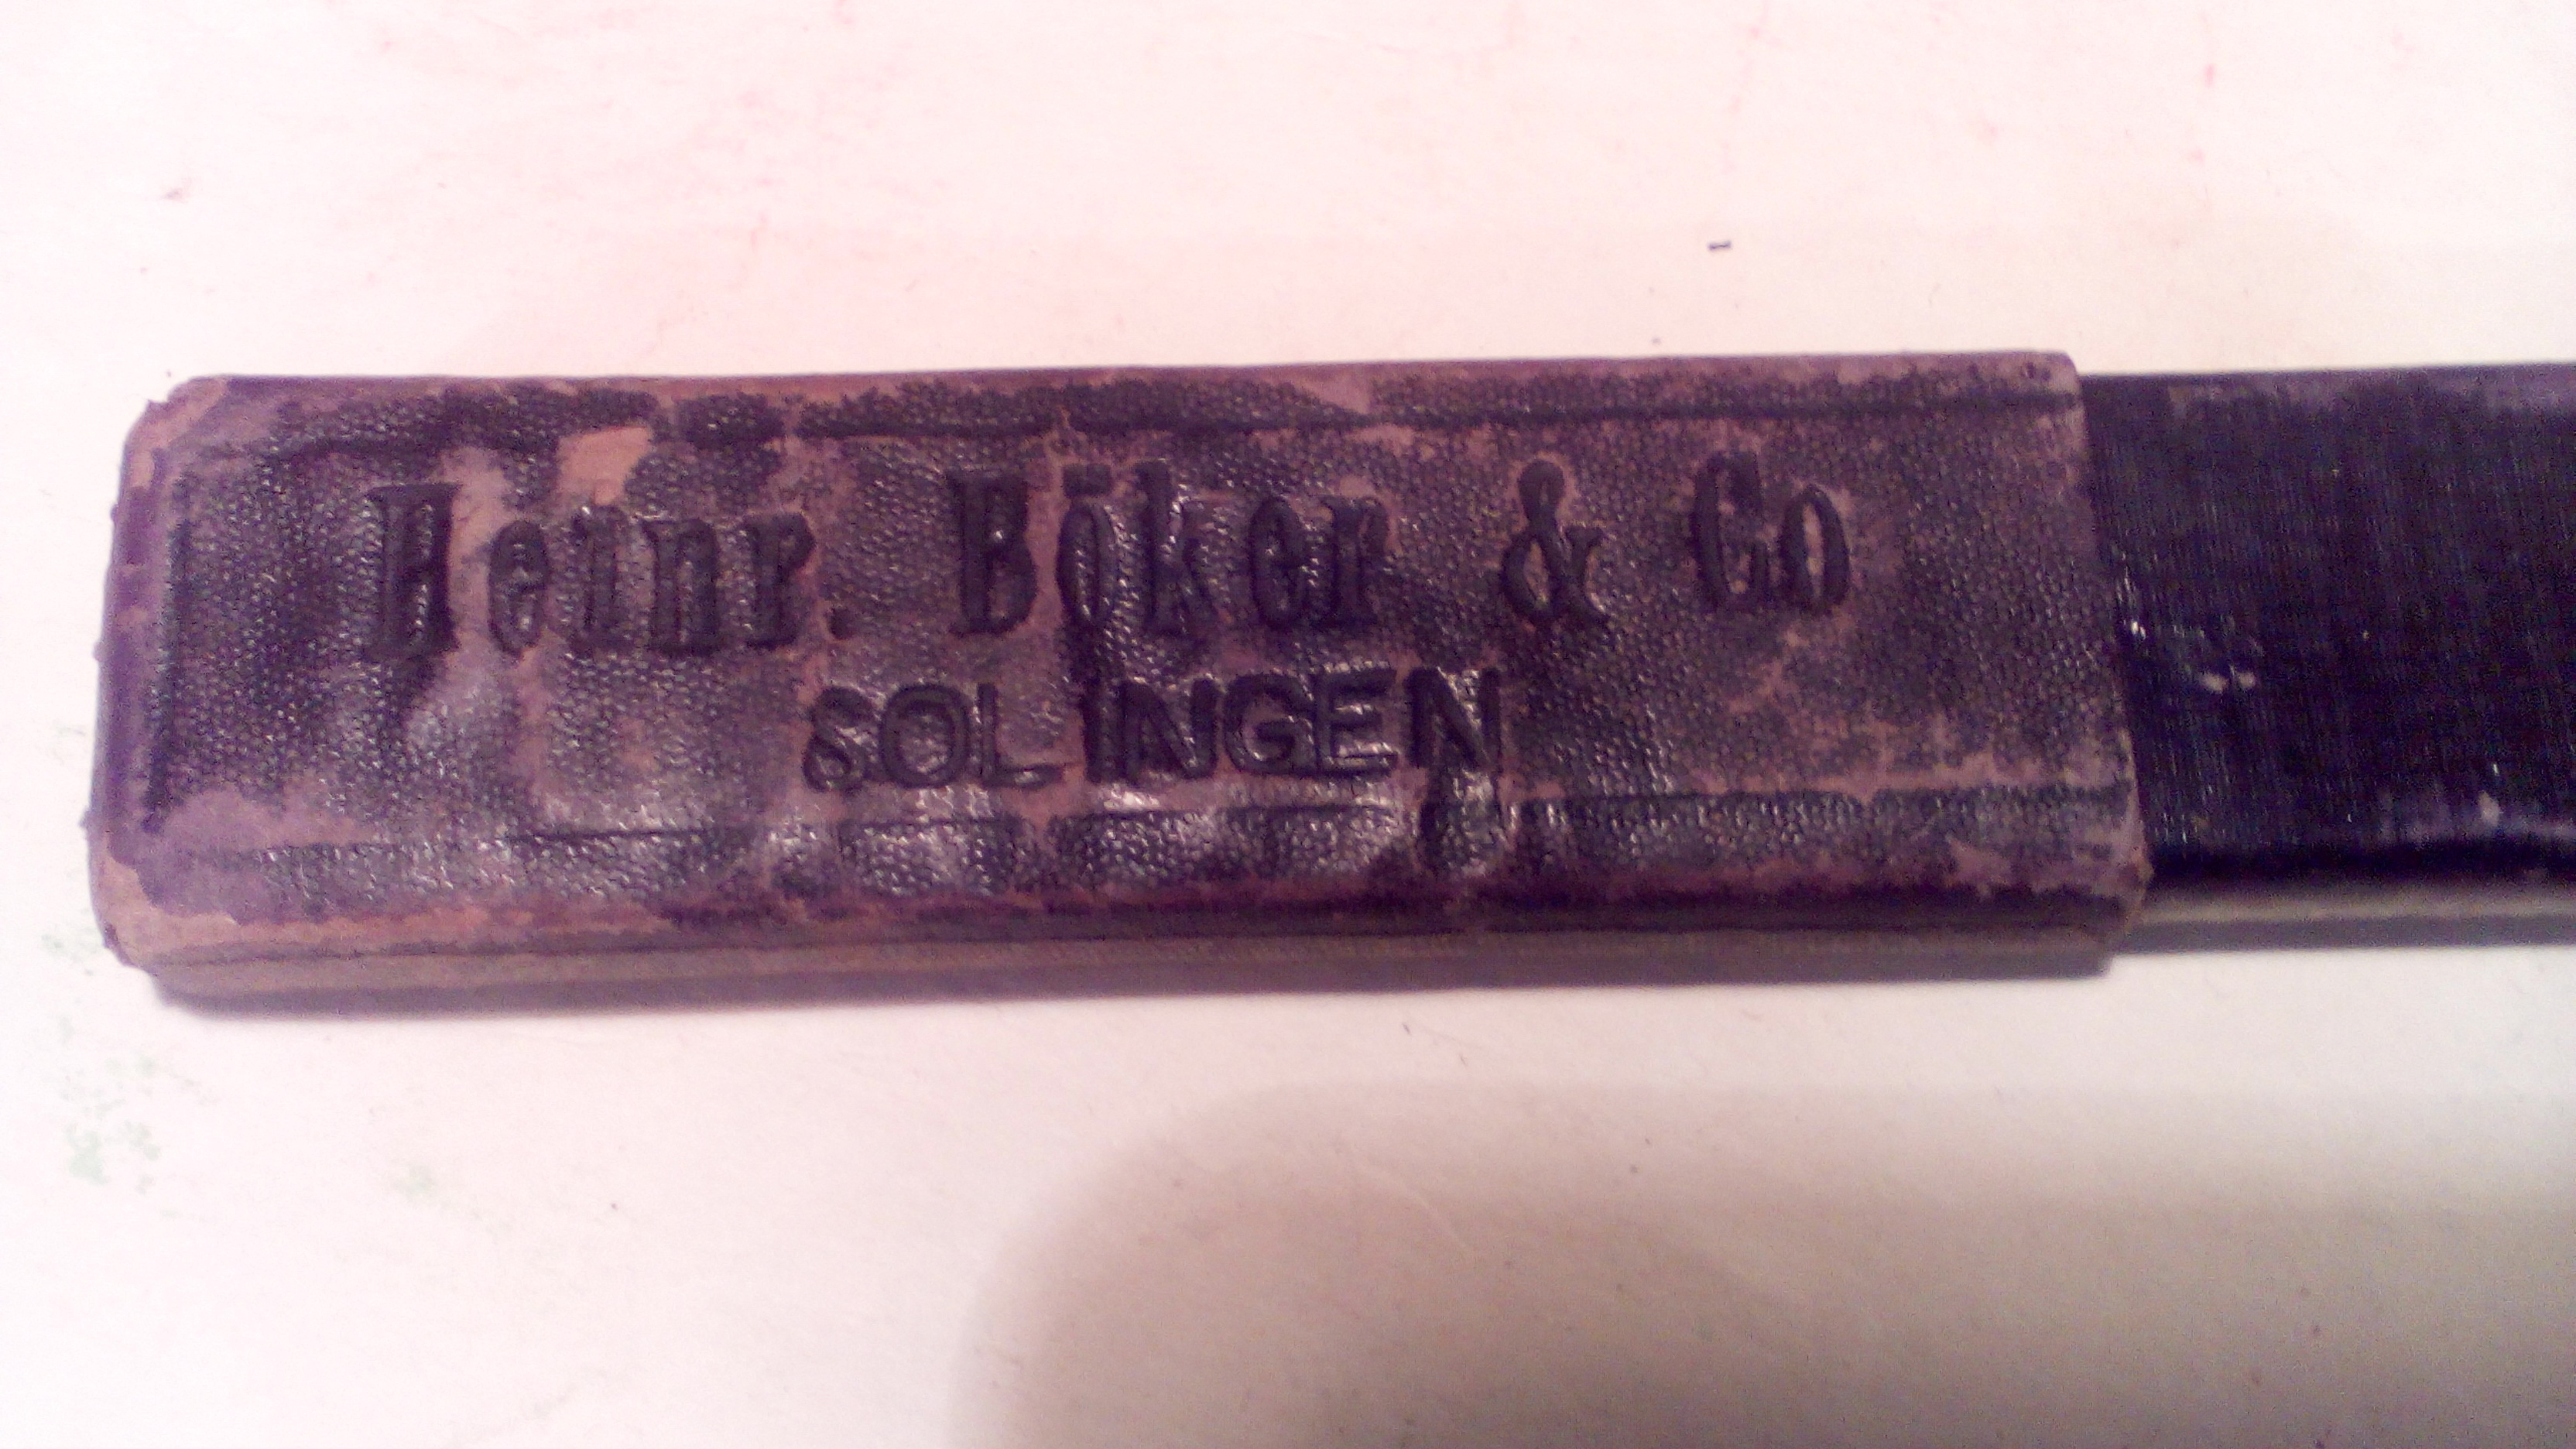 Heinr. Böker & Co
SOLINGEN